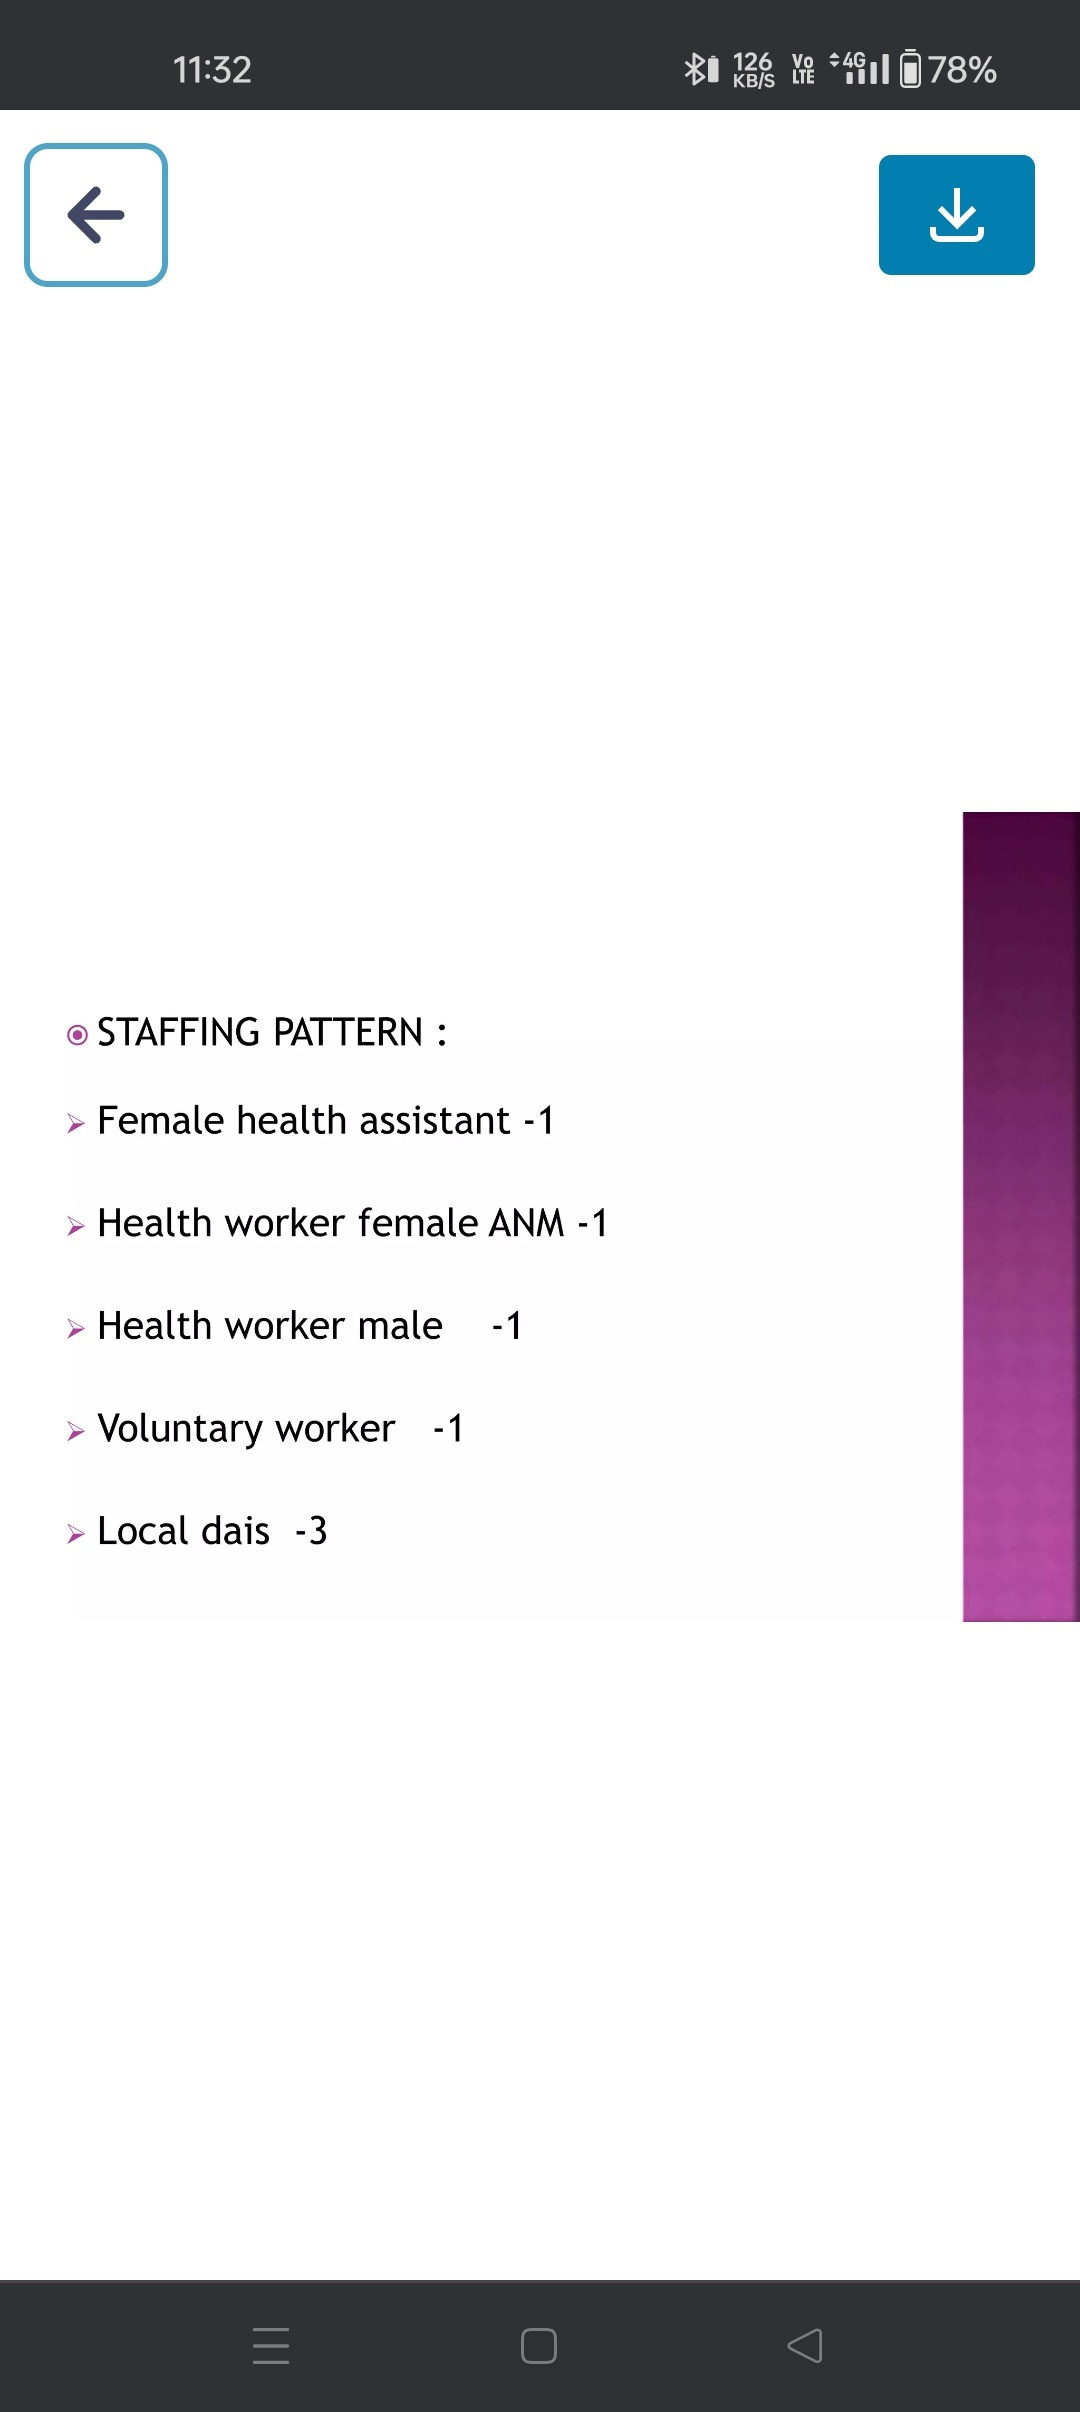 11:32
126 KB/S Vo LTE 4G 78%
STAFFING PATTERN :
Female health assistant -1
Health worker female ANM -1
Health worker male -1
Voluntary worker -1
Local dais -3